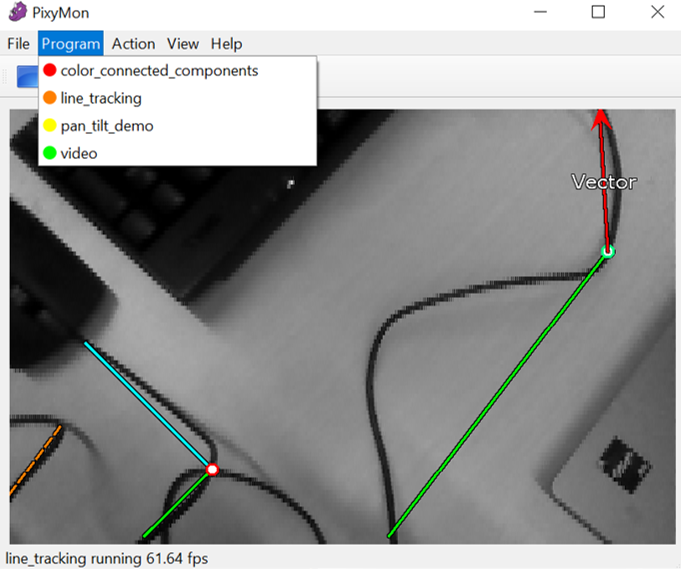 PixyMon
File Program Action View Help
color_connected_components
line_tracking
pan_tilt_demo
video
Vector
line_tracking running 61.64 fps